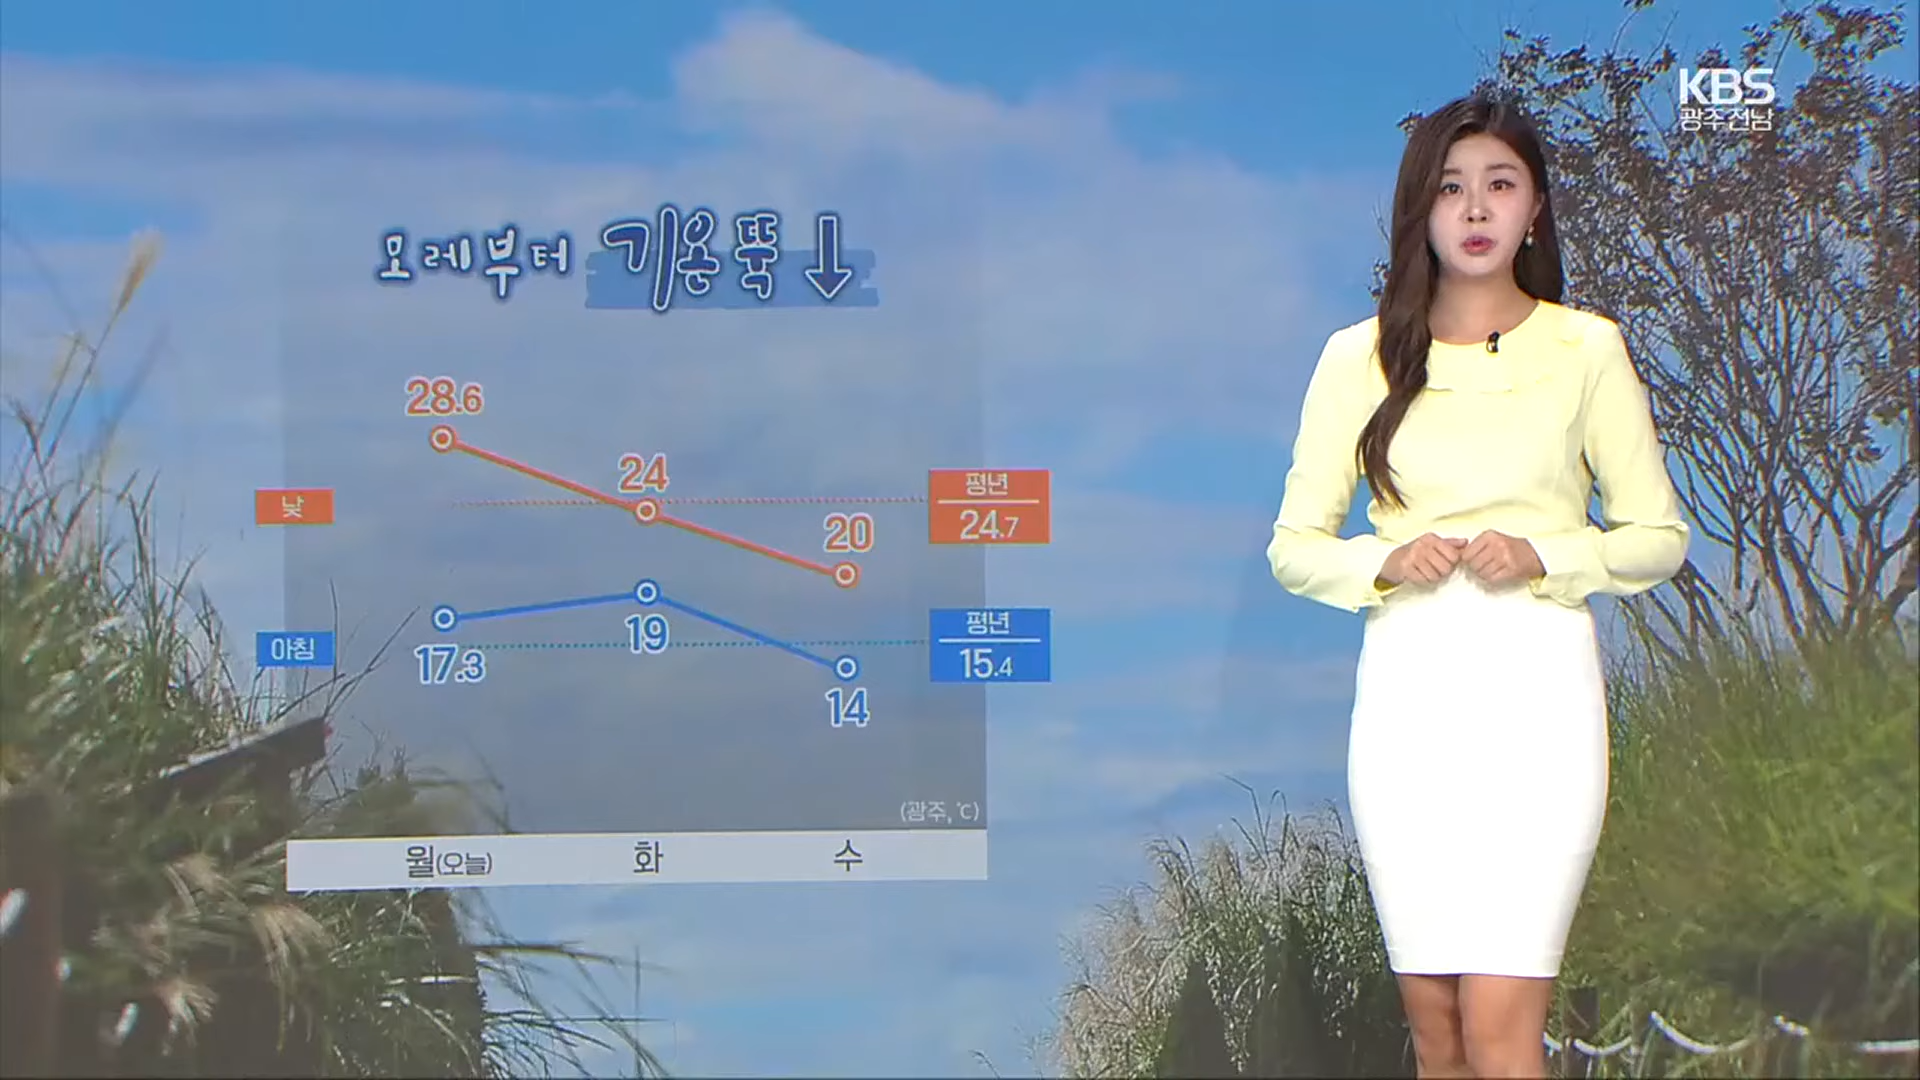 KBS
광주전남
모레부터 기온 뚝 ↓
28.6
24
20
낮
평년
24.7
17.3
19
14
아침
평년
15.4
(광주, ℃)
월(오늘) 화 수